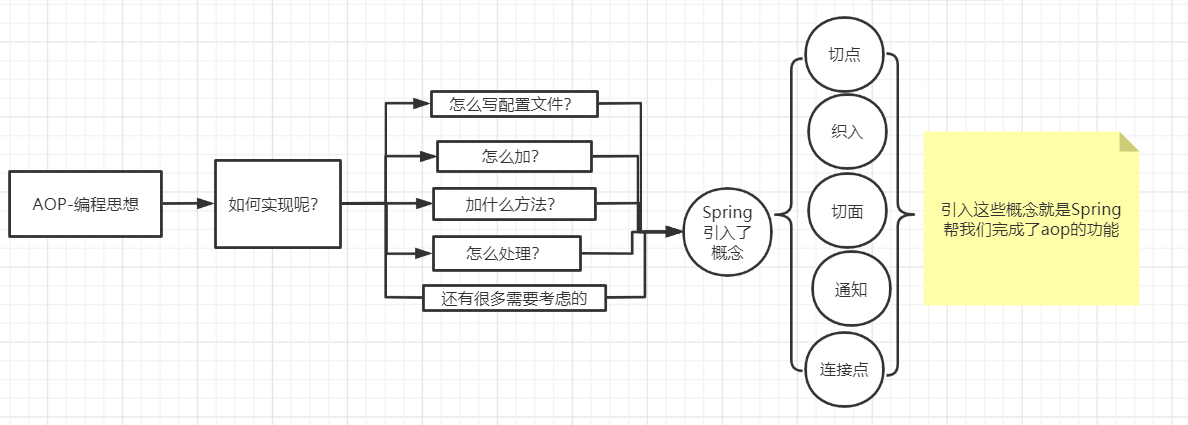 AOP-编程思想
如何实现呢？
怎么写配置文件？
怎么加？
加什么方法？
怎么处理？
还有很多需要考虑的
Spring
引入了
概念
切点
织入
切面
通知
连接点
引入这些概念就是Spring
帮我们完成了aop的功能